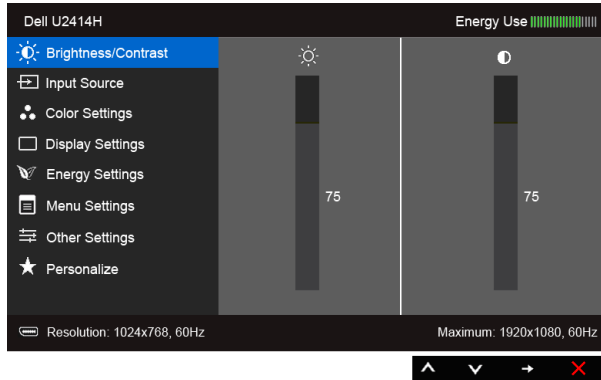 Dell U2414H
Energy Use
Brightness/Contrast
Input Source
Color Settings
Display Settings
Energy Settings
Menu Settings
75
75
Other Settings
Personalize
Resolution: 1024x768, 60Hz
Maximum: 1920x1080, 60Hz